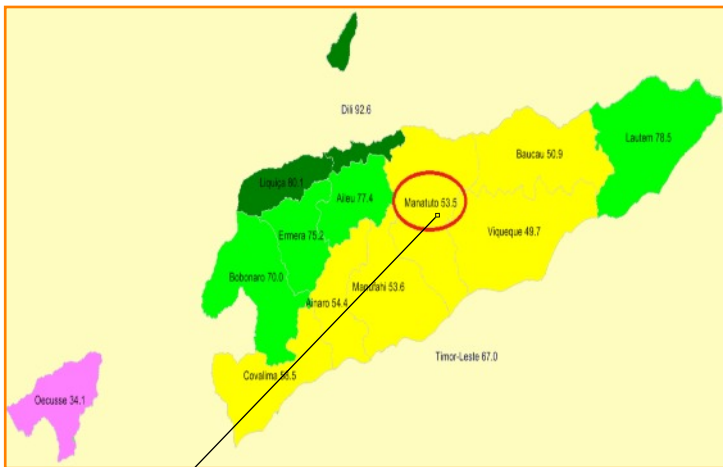 Dili 92.6
Lautem 78.5
Baucau 50.9
Liquiça 80.1
Aileu 77.4
Manatuto 53.5
Ermera 75.2
Viqueque 49.7
Bobonaro 70.0
Manufahi 53.6
Ainaro 54.4
Timor-Leste 67.0
Covalima 58.5
Oecusse 34.1